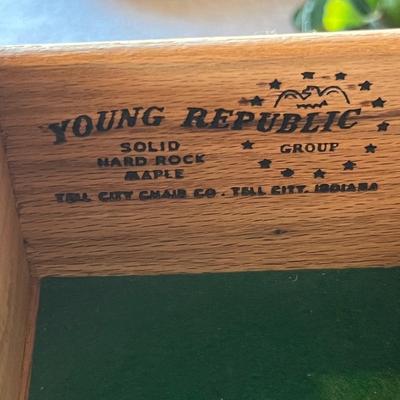 YOUNG REPUBLIC
SOLID GROUP
HARD ROCK
MAPLE
TELL CITY CHAIR CO. - TELL CITY, INDIANA